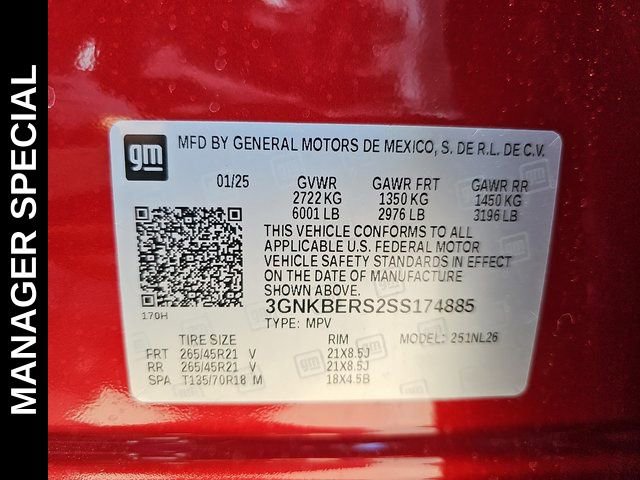 MANAGER SPECIAL
gm MFD BY GENERAL MOTORS DE MEXICO, S. DE R.L. DE C.V.
01/25 GVWR GAWR FRT GAWR RR
2722 KG 1350 KG 1450 KG
6001 LB 2976 LB 3196 LB
THIS VEHICLE CONFORMS TO ALL
APPLICABLE U.S. FEDERAL MOTOR
VEHICLE SAFETY STANDARDS IN EFFECT
ON THE DATE OF MANUFACTURE
SHOWN ABOVE.
3GNKBERS2SS174885
170H
TYPE: MPV
TIRE SIZE RIM MODEL: 251NL26
FRT 265/45R21 V 21X8.5J
RR 265/45R21 V 21X8.5J
SPA T135/70R18 M 18X4.5B